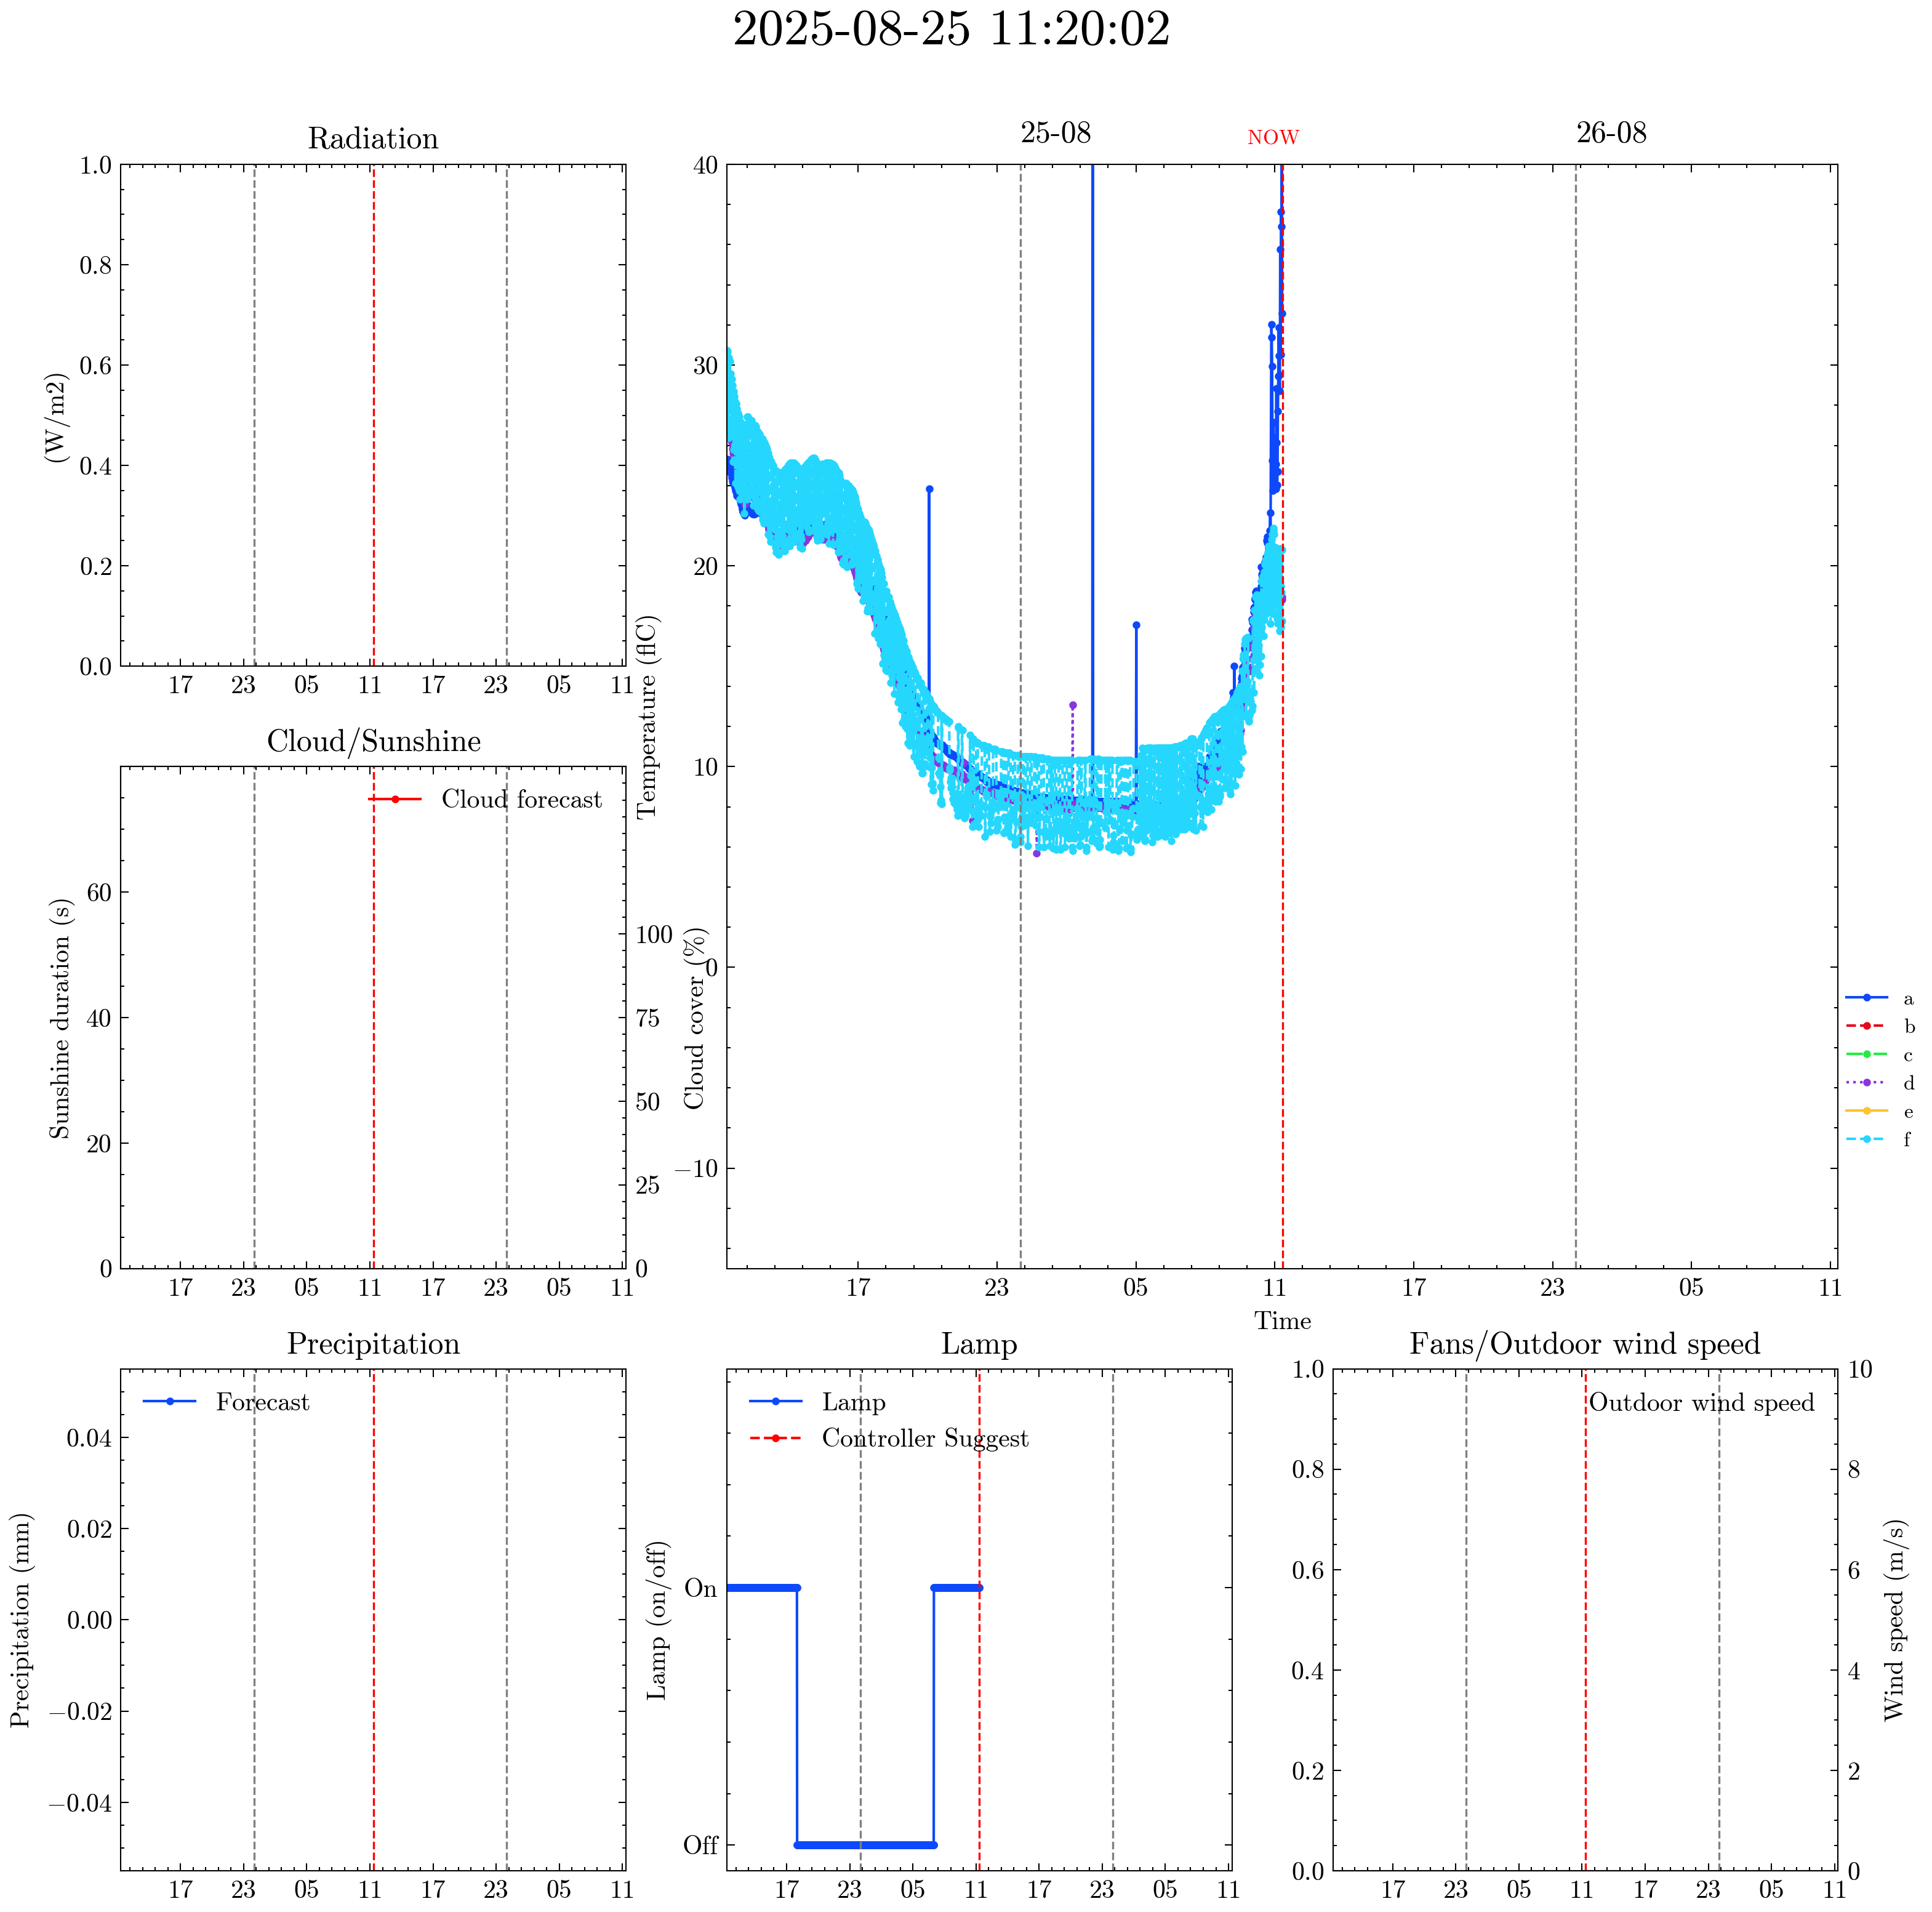 2025-08-25 11:20:02
Radiation
1.0
0.8
0.6
0.4
0.2
0.0
(W/m2)
17 23 05 11 17 23 05 11
25-08
NOW
26-08
40
30
20
10
0
−10
Temperature (flC)
17 23 05 11 17 23 05 11
Time
a
b
c
d
e
f
Cloud/Sunshine
Cloud forecast
60
40
20
0
Sunshine duration (s)
100
75
50
25
0
Cloud cover (%)
17 23 05 11 17 23 05 11
Precipitation
Forecast
0.04
0.02
0.00
−0.02
−0.04
Precipitation (mm)
17 23 05 11 17 23 05 11
Lamp
Lamp
Controller Suggest
On
Off
Lamp (on/off)
17 23 05 11 17 23 05 11
Fans/Outdoor wind speed
Outdoor wind speed
1.0
0.8
0.6
0.4
0.2
0.0
10
8
6
4
2
0
Wind speed (m/s)
17 23 05 11 17 23 05 11